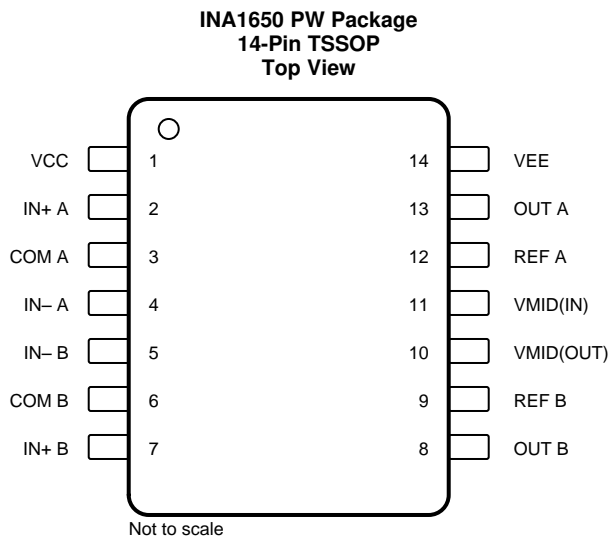 INA1650 PW Package
14-Pin TSSOP
Top View
VCC 1 14 VEE
IN+ A 2 13 OUT A
COM A 3 12 REF A
IN– A 4 11 VMID(IN)
IN– B 5 10 VMID(OUT)
COM B 6 9 REF B
IN+ B 7 8 OUT B
Not to scale